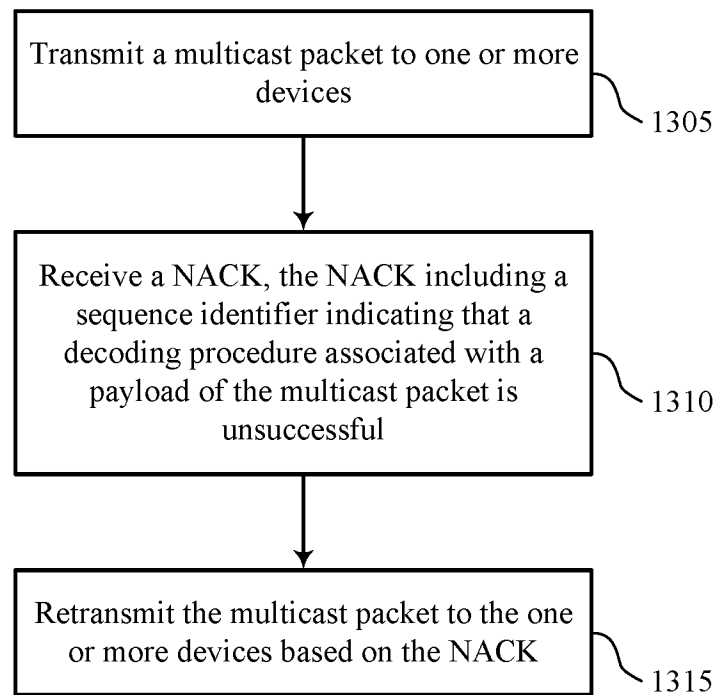 Transmit a multicast packet to one or more
devices
1305
Receive a NACK, the NACK including a
sequence identifier indicating that a
decoding procedure associated with a
payload of the multicast packet is
unsuccessful
1310
Retransmit the multicast packet to the one
or more devices based on the NACK
1315